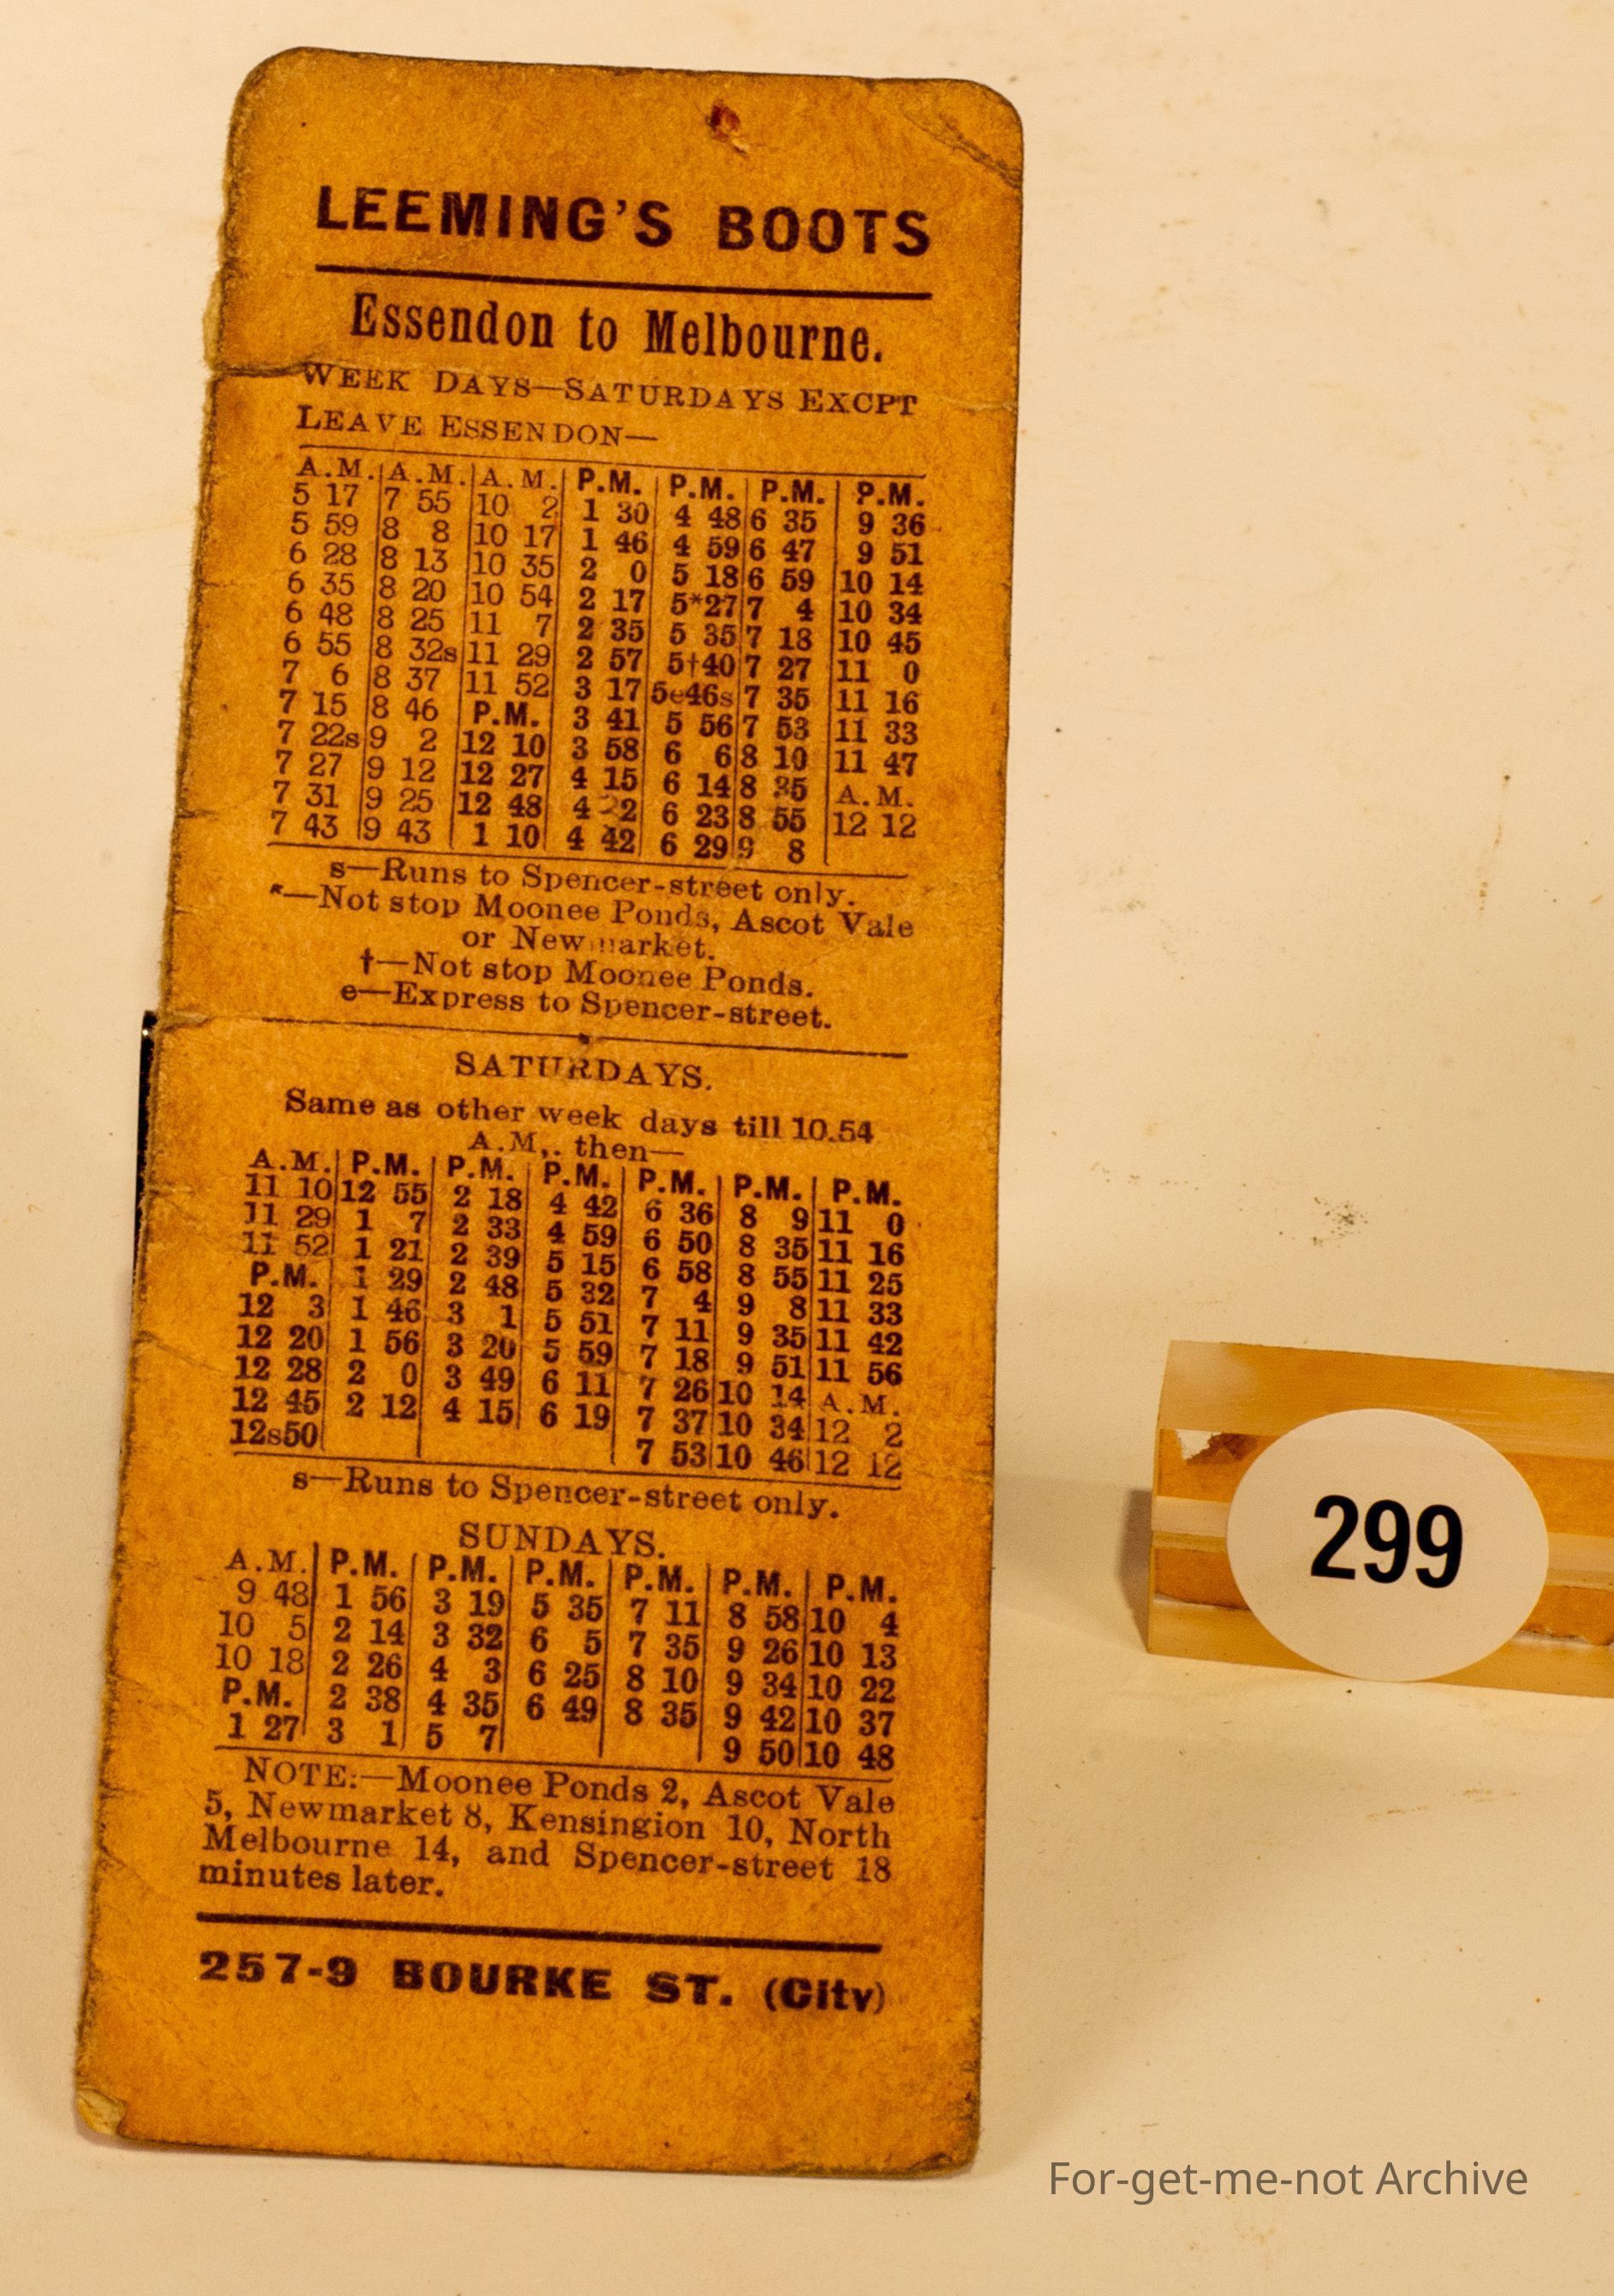 LEEMING'S BOOTS
Essendon to Melbourne.
WEEK DAYS—SATURDAYS EXCPT
LEAVE ESSENDON—
A.M. A.M. A.M. P.M. P.M. P.M. P.M.
5 17 7 55 10 2 1 30 4 48 6 35 9 36
5 59 8 8 10 17 1 46 4 59 6 47 9 51
6 28 8 13 10 35 2 0 5 18 6 59 10 14
6 35 8 20 10 54 2 17 5*27 7 4 10 34
6 48 8 25 11 7 2 35 5 35 7 18 10 45
6 55 8 32s 11 29 2 57 5†40 7 27 11 0
7 6 8 37 11 52 3 17 5e46s 7 35 11 16
7 15 8 46 P.M. 3 41 5 56 7 53 11 33
7 22s 9 2 12 10 3 58 6 6 8 10 11 47
7 27 9 12 12 27 4 15 6 14 8 35 A.M.
7 31 9 25 12 48 4 22 6 23 8 55 12 12
7 43 9 43 1 10 4 42 6 29 9 8
s—Runs to Spencer-street only.
*—Not stop Moonee Ponds, Ascot Vale
or Newmarket.
†—Not stop Moonee Ponds.
e—Express to Spencer-street.
SATURDAYS.
Same as other week days till 10.54
A.M,. then—
A.M. P.M. P.M. P.M. P.M. P.M. P.M.
11 10 12 55 2 18 4 42 6 36 8 9 11 0
11 29 1 7 2 33 4 59 6 50 8 35 11 16
11 52 1 21 2 39 5 15 6 58 8 55 11 25
P.M. 1 29 2 48 5 32 7 4 9 8 11 33
12 3 1 46 3 1 5 51 7 11 9 35 11 42
12 20 1 56 3 20 5 59 7 18 9 51 11 56
12 28 2 0 3 49 6 11 7 26 10 14 A.M.
12 45 2 12 4 15 6 19 7 37 10 34 12 2
12s50 7 53 10 46 12 12
s—Runs to Spencer-street only.
SUNDAYS.
A.M. P.M. P.M. P.M. P.M. P.M. P.M.
9 48 1 56 3 19 5 35 7 11 8 58 10 4
10 5 2 14 3 32 6 5 7 35 9 26 10 13
10 18 2 26 4 3 6 25 8 10 9 34 10 22
P.M. 2 38 4 35 6 49 8 35 9 42 10 37
1 27 3 1 5 7 9 50 10 48
NOTE:—Moonee Ponds 2, Ascot Vale
5, Newmarket 8, Kensingion 10, North
Melbourne 14, and Spencer-street 18
minutes later.
257-9 BOURKE ST. (City)
299
For-get-me-not Archive